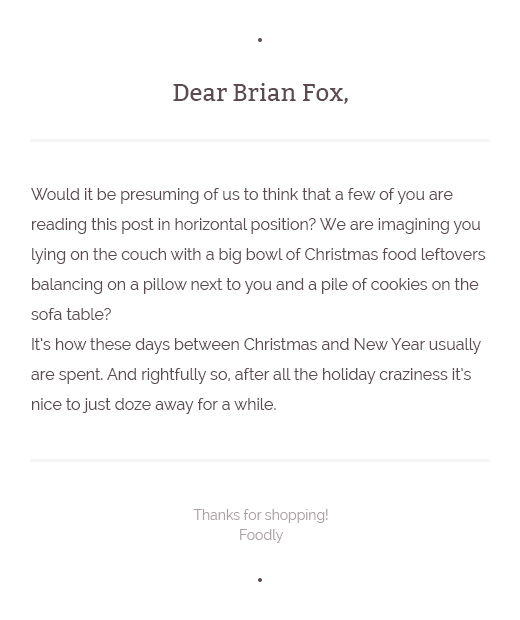 Dear Brian Fox,
Would it be presuming of us to think that a few of you are
reading this post in horizontal position? We are imagining you
lying on the couch with a big bowl of Christmas food leftovers
balancing on a pillow next to you and a pile of cookies on the
sofa table?
It's how these days between Christmas and New Year usually
are spent. And rightfully so, after all the holiday craziness it's
nice to just doze away for a while.
Thanks for shopping!
Foodly